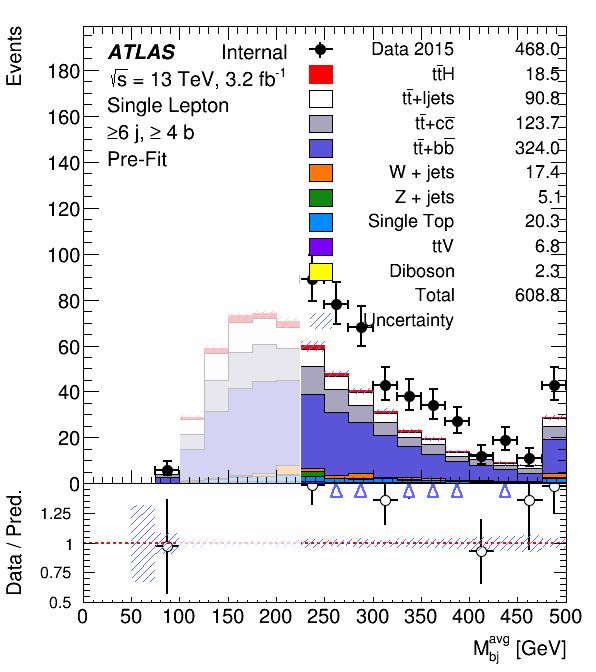 Events
ATLAS Internal
√s = 13 TeV, 3.2 fb⁻¹
Single Lepton
≥6 j, ≥ 4 b
Pre-Fit
Data 2015 468.0
tt̄H 18.5
tt̄+ljets 90.8
tt̄+cc̄ 123.7
tt̄+bb̄ 324.0
W + jets 17.4
Z + jets 5.1
Single Top 20.3
ttV 6.8
Diboson 2.3
Total 608.8
Uncertainty
180
160
140
120
100
80
60
40
20
0
Data / Pred.
1.25
1
0.75
0.5
0 50 100 150 200 250 300 350 400 450 500
M_bj^avg [GeV]